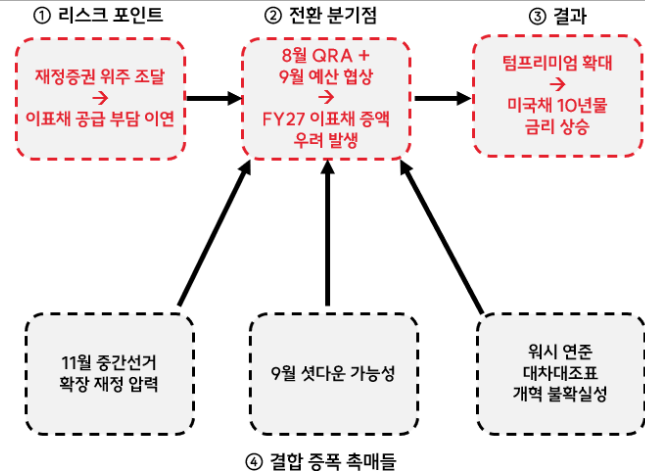 ① 리스크 포인트
② 전환 분기점
③ 결과
재정증권 위주 조달
→
이표채 공급 부담 이연
8월 QRA +
9월 예산 협상
→
FY27 이표채 증액
우려 발생
텀프리미엄 확대
→
미국채 10년물
금리 상승
11월 중간선거
확장 재정 압력
9월 셧다운 가능성
워시 연준
대차대조표
개혁 불확실성
④ 결합 증폭 촉매들